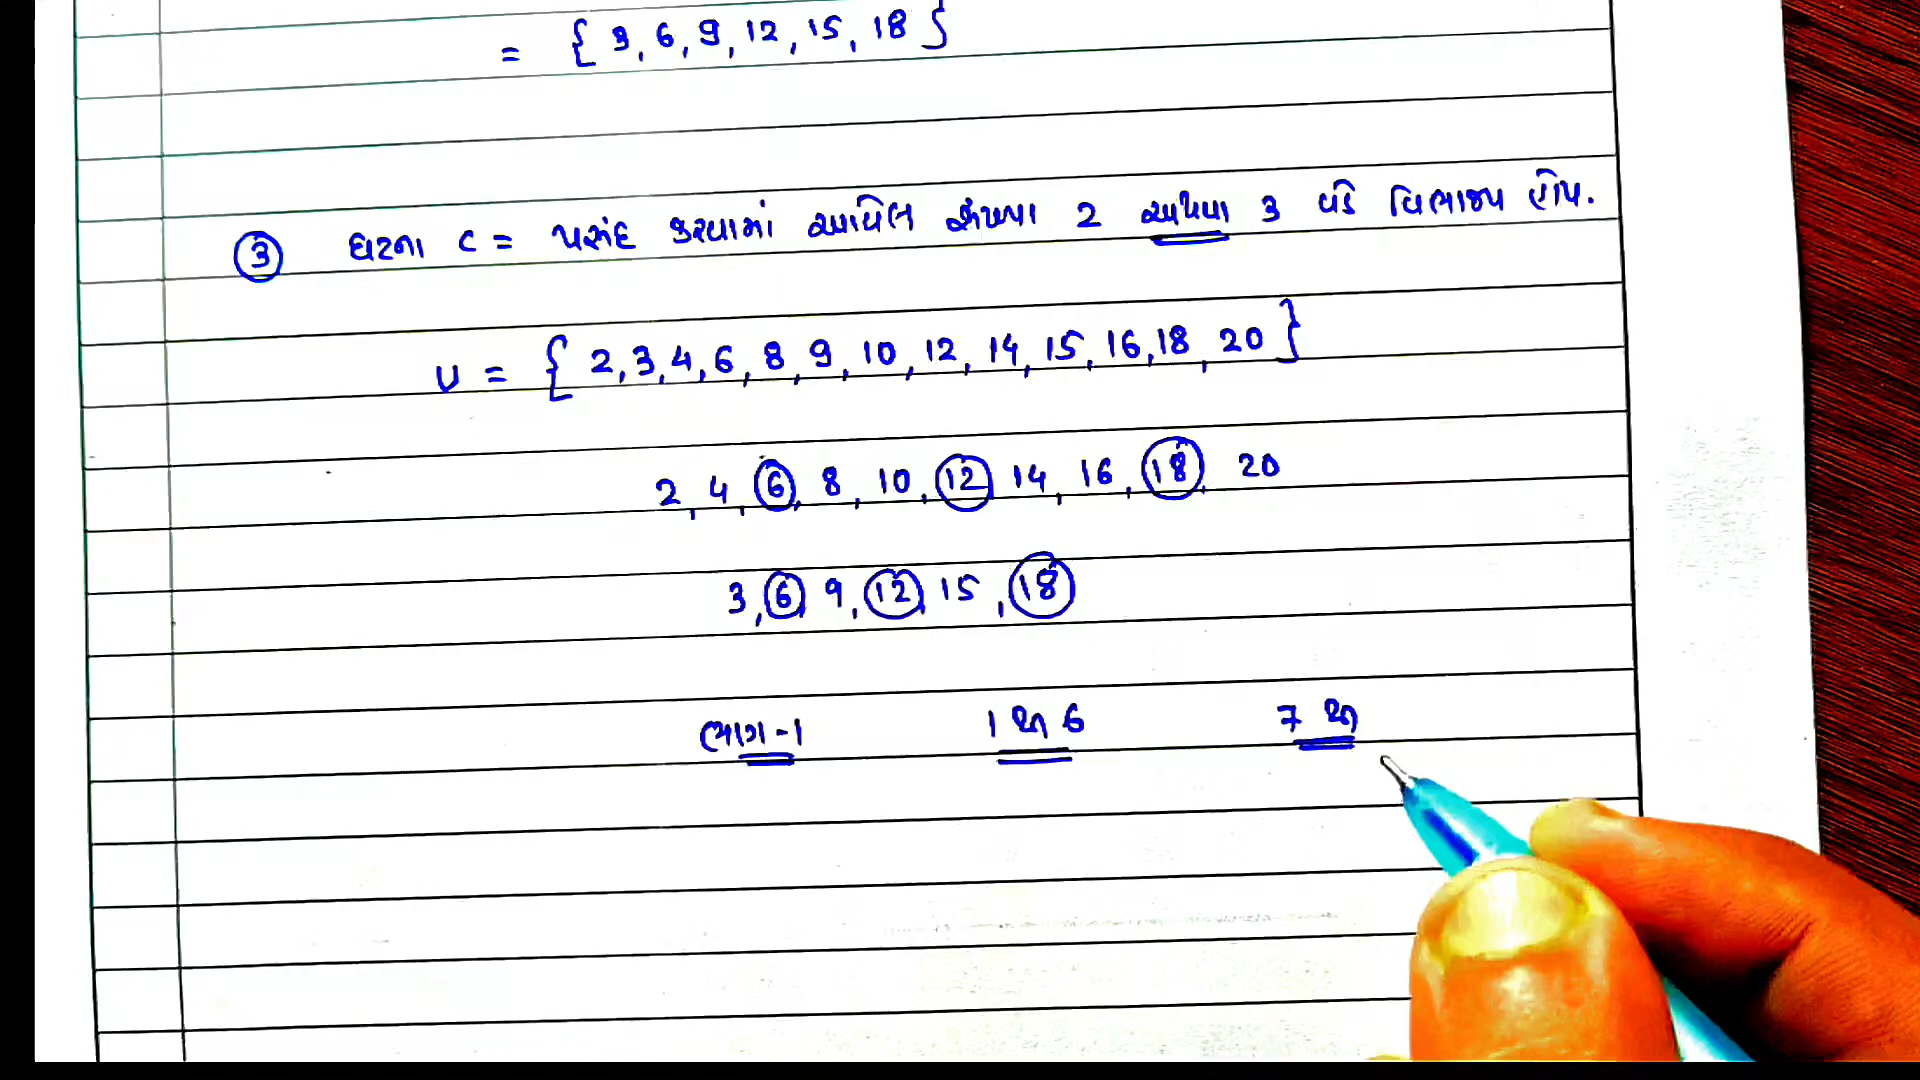 = { 3, 6, 9, 12, 15, 18 }
③ ઘટના C = પસંદ કરવામાં આવેલ સંખ્યા 2 અથવા 3 વડે વિભાજ્ય હોય.
U = { 2, 3, 4, 6, 8, 9, 10, 12, 14, 15, 16, 18, 20 }
2, 4, 6, 8, 10, 12, 14, 16, 18, 20
3, 6, 9, 12, 15, 18
ભાગ-1 1 થી 6 7 થી